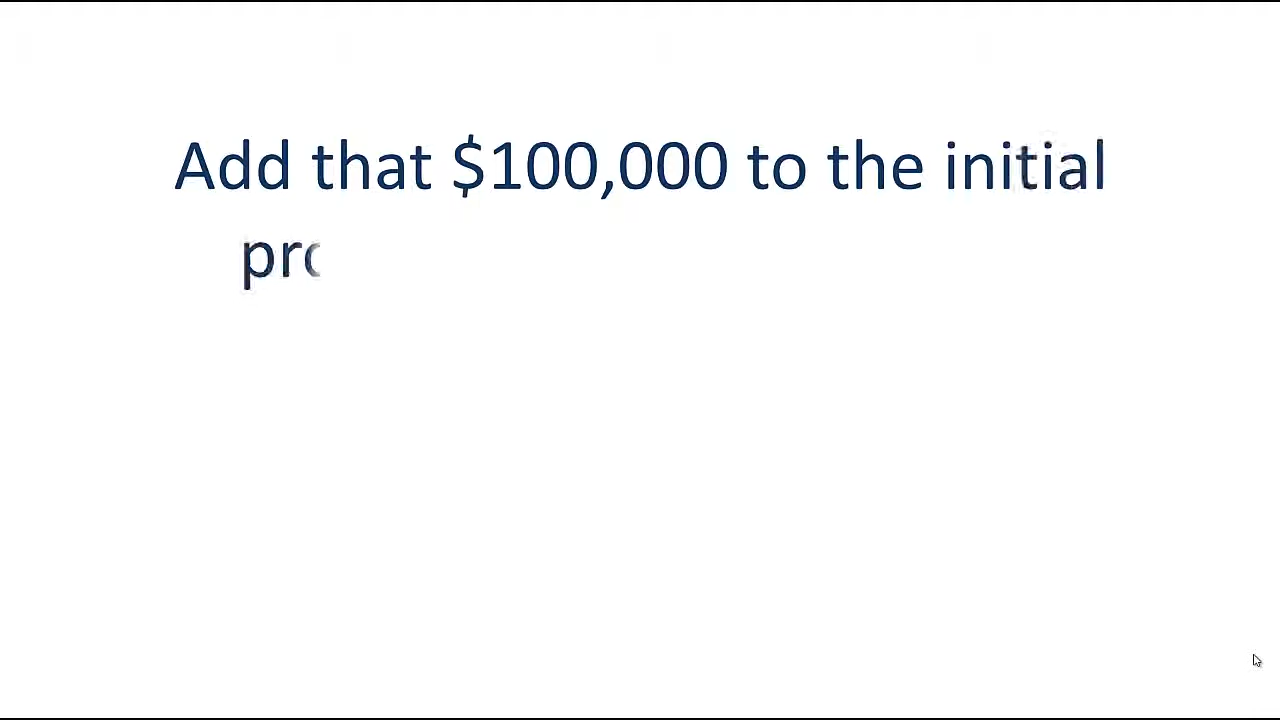 Add that $100,000 to the initial